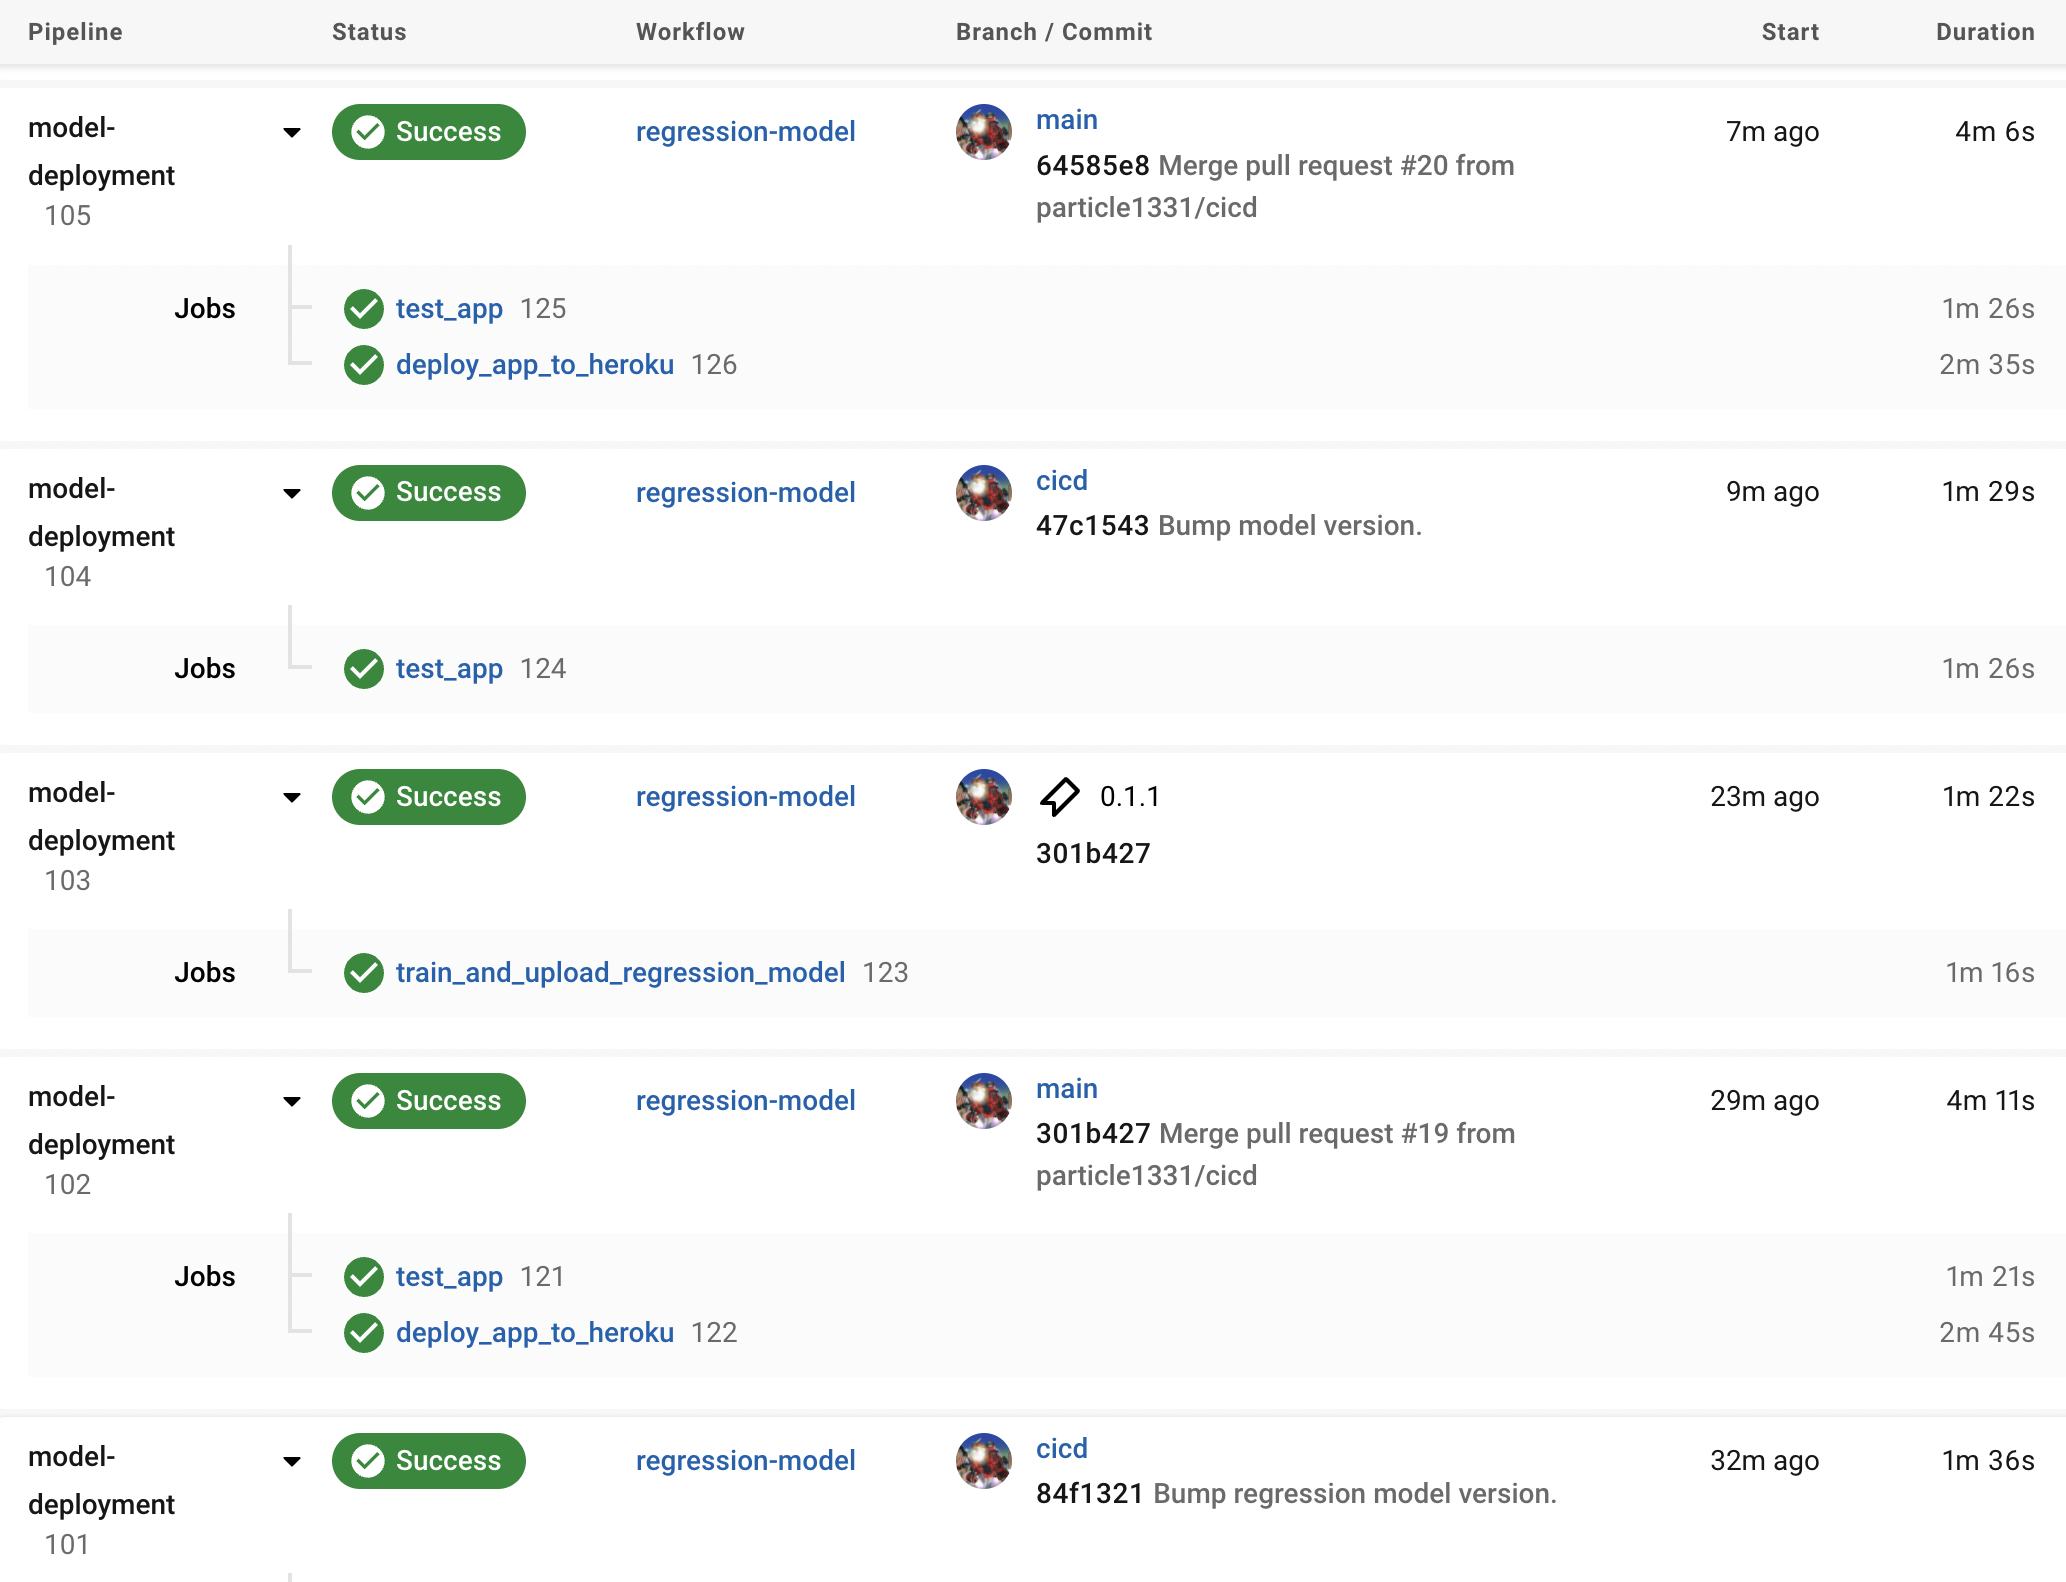 Pipeline Status Workflow Branch / Commit Start Duration
model-
deployment
105
Success
regression-model
main
64585e8 Merge pull request #20 from
particle1331/cicd
7m ago
4m 6s
Jobs
test_app 125
1m 26s
deploy_app_to_heroku 126
2m 35s
model-
deployment
104
Success
regression-model
cicd
47c1543 Bump model version.
9m ago
1m 29s
Jobs
test_app 124
1m 26s
model-
deployment
103
Success
regression-model
0.1.1
301b427
23m ago
1m 22s
Jobs
train_and_upload_regression_model 123
1m 16s
model-
deployment
102
Success
regression-model
main
301b427 Merge pull request #19 from
particle1331/cicd
29m ago
4m 11s
Jobs
test_app 121
1m 21s
deploy_app_to_heroku 122
2m 45s
model-
deployment
101
Success
regression-model
cicd
84f1321 Bump regression model version.
32m ago
1m 36s